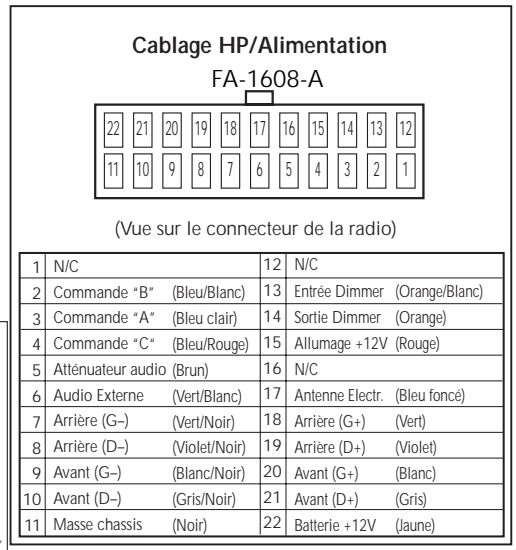 Cablage HP/Alimentation
FA-1608-A
22 21 20 19 18 17 16 15 14 13 12
11 10 9 8 7 6 5 4 3 2 1
(Vue sur le connecteur de la radio)
1 N/C 12 N/C
2 Commande "B" (Bleu/Blanc) 13 Entrée Dimmer (Orange/Blanc)
3 Commande "A" (Bleu clair) 14 Sortie Dimmer (Orange)
4 Commande "C" (Bleu/Rouge) 15 Allumage +12V (Rouge)
5 Atténuateur audio (Brun) 16 N/C
6 Audio Externe (Vert/Blanc) 17 Antenne Electr. (Bleu foncé)
7 Arrière (G–) (Vert/Noir) 18 Arrière (G+) (Vert)
8 Arrière (D–) (Violet/Noir) 19 Arrière (D+) (Violet)
9 Avant (G–) (Blanc/Noir) 20 Avant (G+) (Blanc)
10 Avant (D–) (Gris/Noir) 21 Avant (D+) (Gris)
11 Masse chassis (Noir) 22 Batterie +12V (Jaune)